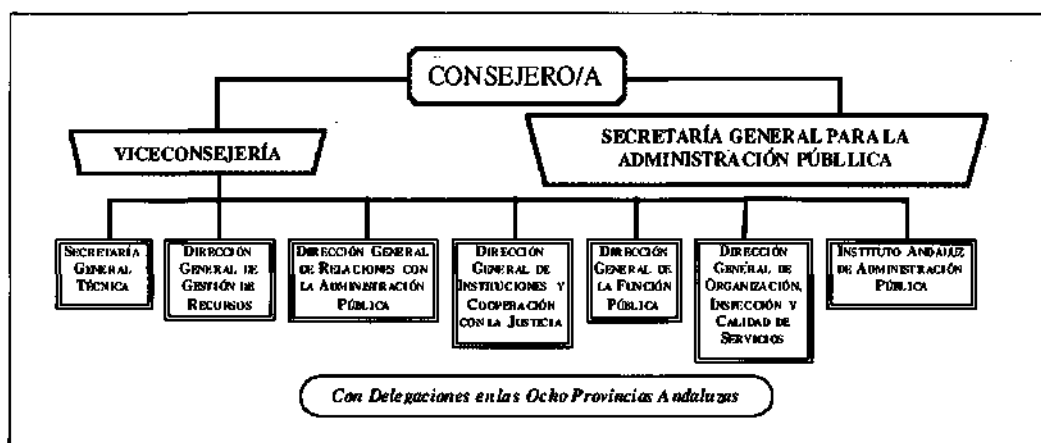 CONSEJERO/A
VICECONSEJERÍA
SECRETARÍA GENERAL PARA LA
ADMINISTRACIÓN PÚBLLICA
SECRETARÍA
GENERAL
TÉCNICA
DIRECCIÓN
GENERAL DE
GESTIÓN DE
RECURSOS
DIRECCIÓN GENERAL
DE RELACIONES CON
LA ADMINISTRACIÓN
PÚBLICA
DIRECCIÓN
GENERAL DE
INSTITUCIONES Y
COOPERACIÓN
CON LA JUSTICIA
DIRECCIÓN
GENERAL DE
LA FUNCIÓN
PÚBLICA
DIRECCIÓN
GENERAL DE
ORGANIZACIÓN,
INSPECCIÓN Y
CALIDAD DE
SERVICIOS
INSTITUTO ANDALUZ
DE ADMINISTRACIÓN
PÚBLICA
Con Delegaciones en las Ocho Provincias Andaluzas